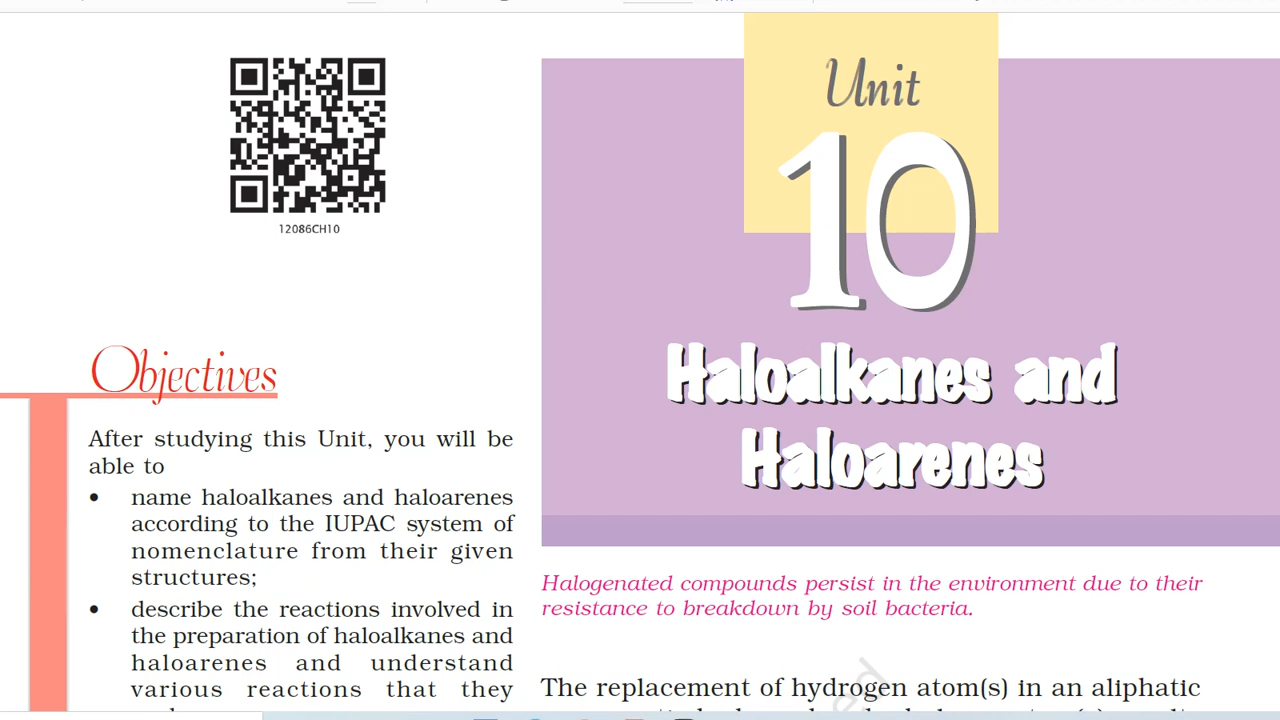 12086CH10
Unit
10
Haloalkanes and
Haloarenes
Objectives
After studying this Unit, you will be
able to
• name haloalkanes and haloarenes
according to the IUPAC system of
nomenclature from their given
structures;
• describe the reactions involved in
the preparation of haloalkanes and
haloarenes and understand
various reactions that they
Halogenated compounds persist in the environment due to their
resistance to breakdown by soil bacteria.
The replacement of hydrogen atom(s) in an aliphatic